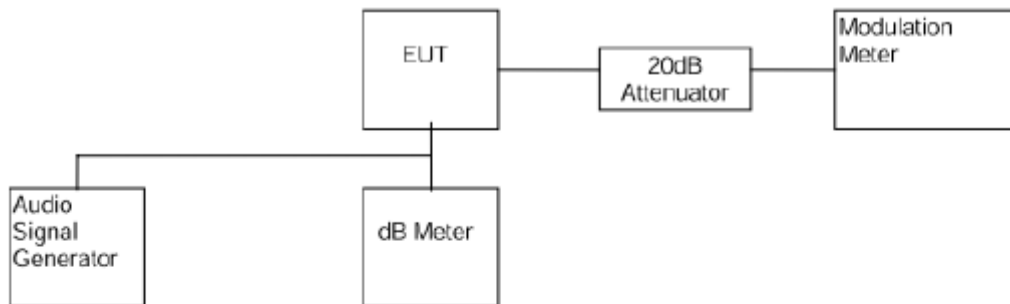 EUT
20dB
Attenuator
Modulation
Meter
Audio
Signal
Generator
dB Meter